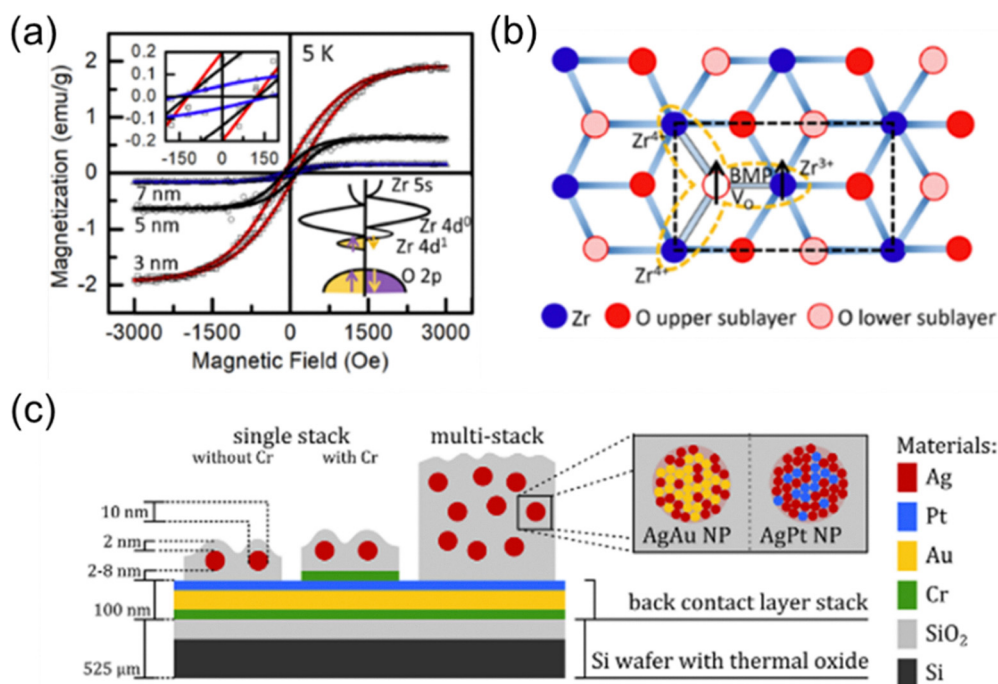 (a)
Magnetization (emu/g)
2
1
0
-1
-2
0.2
0.1
0.0
-0.1
-0.2
-150
0
150
5 K
7 nm
5 nm
3 nm
Zr 5s
Zr 4d⁰
Zr 4d¹
O 2p
-3000
-1500
0
1500
3000
Magnetic Field (Oe)
(b)
Zr⁴⁺
BMP
Zr³⁺
V_O
Zr⁴⁺
Zr
O upper sublayer
O lower sublayer
(c)
single stack
without Cr
with Cr
multi-stack
10 nm
2 nm
2-8 nm
100 nm
525 µm
AgAu NP
AgPt NP
back contact layer stack
Si wafer with thermal oxide
Materials:
Ag
Pt
Au
Cr
SiO₂
Si